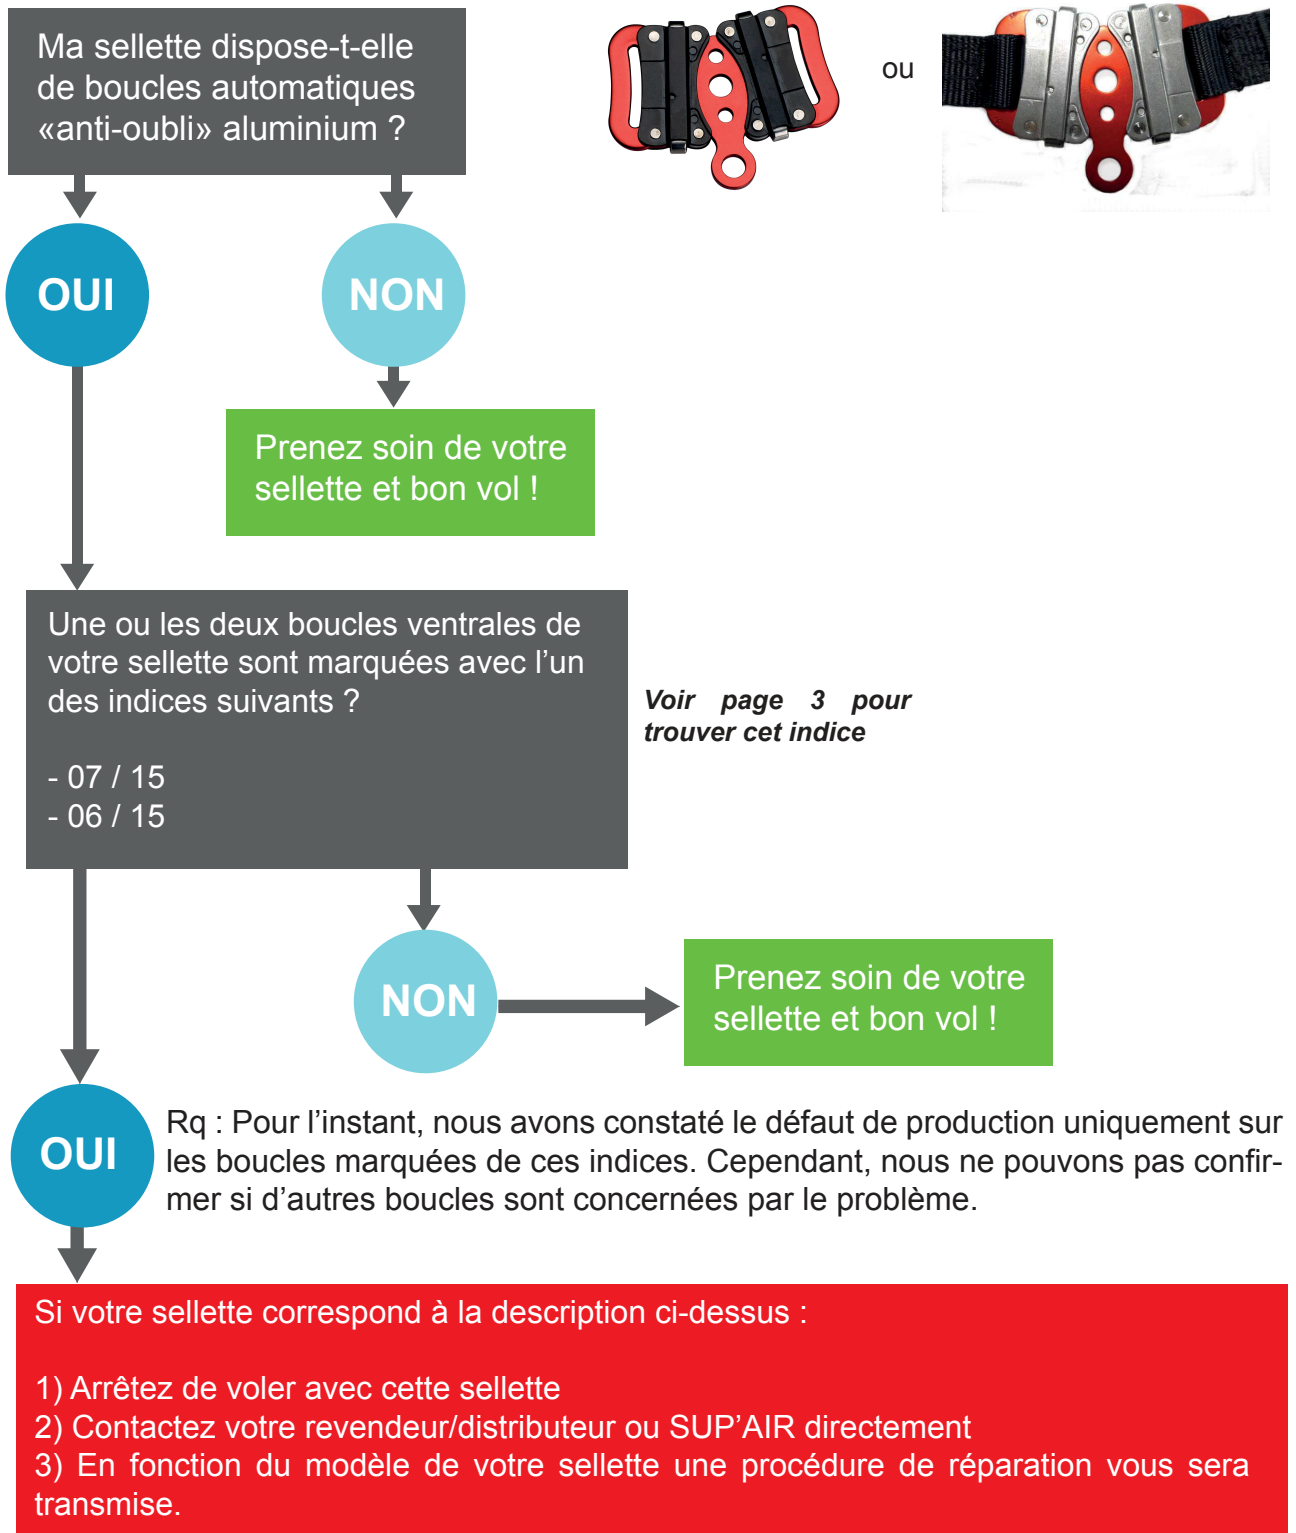 Ma sellette dispose-t-elle
de boucles automatiques
«anti-oubli» aluminium ?
ou
OUI
NON
Prenez soin de votre
sellette et bon vol !
Une ou les deux boucles ventrales de
votre sellette sont marquées avec l’un
des indices suivants ?
- 07 / 15
- 06 / 15
Voir page 3 pour
trouver cet indice
NON
Prenez soin de votre
sellette et bon vol !
OUI
Rq : Pour l’instant, nous avons constaté le défaut de production uniquement sur
les boucles marquées de ces indices. Cependant, nous ne pouvons pas confir-
mer si d’autres boucles sont concernées par le problème.
Si votre sellette correspond à la description ci-dessus :
1) Arrêtez de voler avec cette sellette
2) Contactez votre revendeur/distributeur ou SUP’AIR directement
3) En fonction du modèle de votre sellette une procédure de réparation vous sera
transmise.